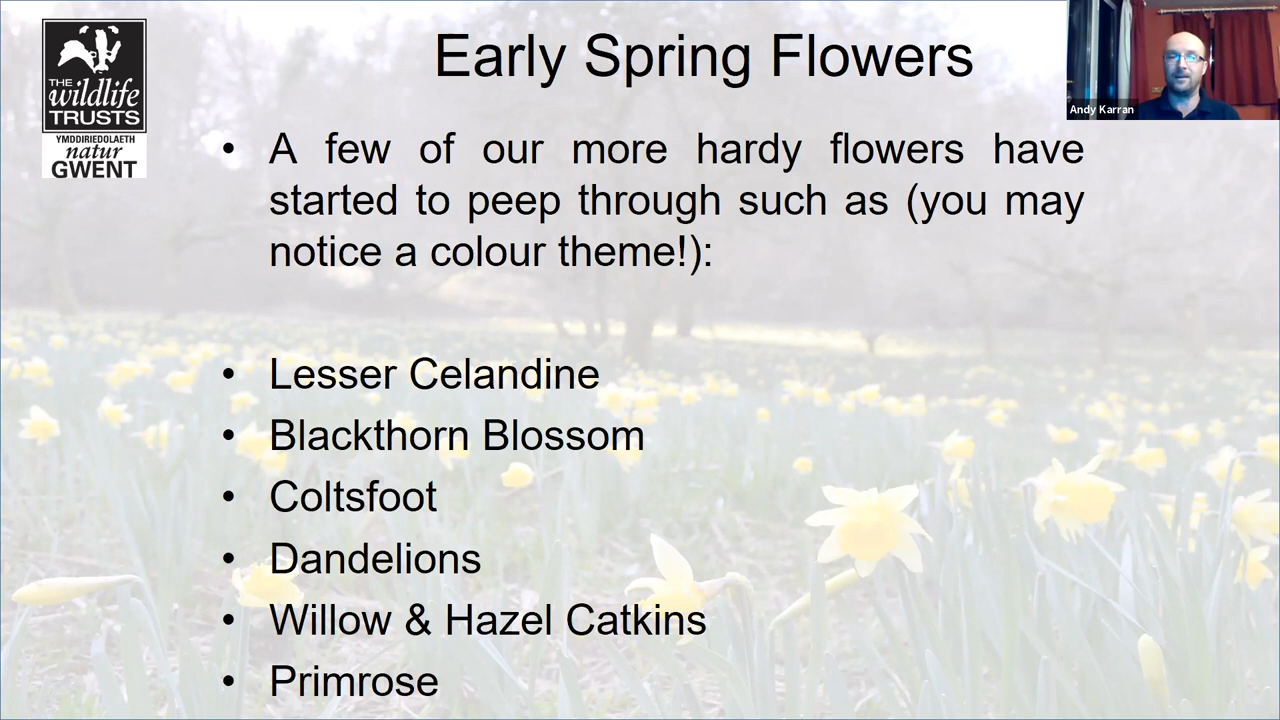 THE
wildlife
TRUSTS
YMDDIRIEDOLAETH
natur
GWENT
Early Spring Flowers
Andy Karran
• A few of our more hardy flowers have
started to peep through such as (you may
notice a colour theme!):
• Lesser Celandine
• Blackthorn Blossom
• Coltsfoot
• Dandelions
• Willow & Hazel Catkins
• Primrose